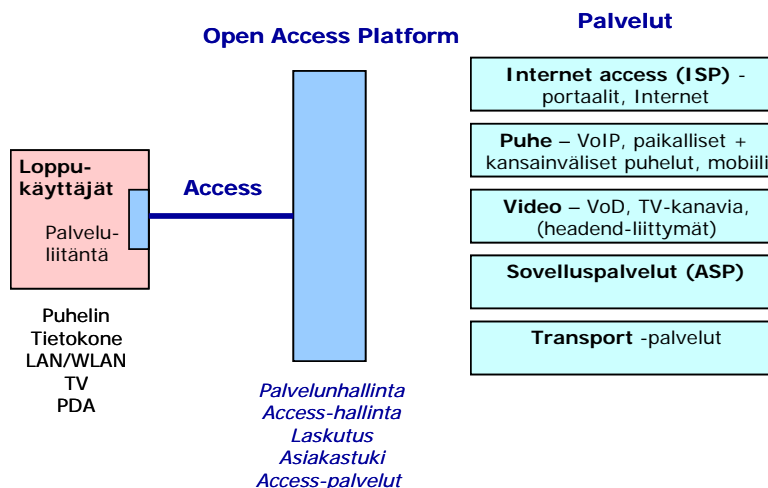 Open Access Platform
Palvelut
Loppu-
käyttäjät
Palvelu-
liitäntä
Puhelin
Tietokone
LAN/WLAN
TV
PDA
Access
Palvelunhallinta
Access-hallinta
Laskutus
Asiakastuki
Access-palvelut
Internet access (ISP) -
portaalit, Internet
Puhe – VoIP, paikalliset +
kansainväliset puhelut, mobiili
Video – VoD, TV-kanavia,
(headend-liittymät)
Sovelluspalvelut (ASP)
Transport -palvelut